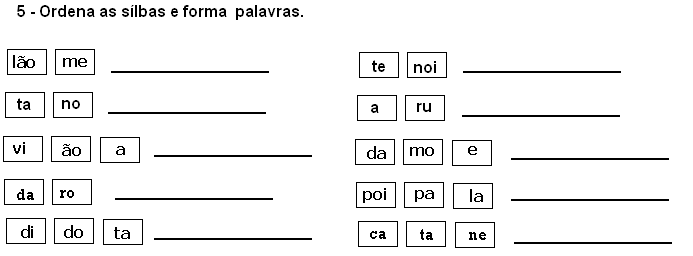 5 - Ordena as sílbas e forma palavras.
lão me
te noi
ta no
a ru
vi ão a
da mo e
da ro
poi pa la
di do ta
ca ta ne